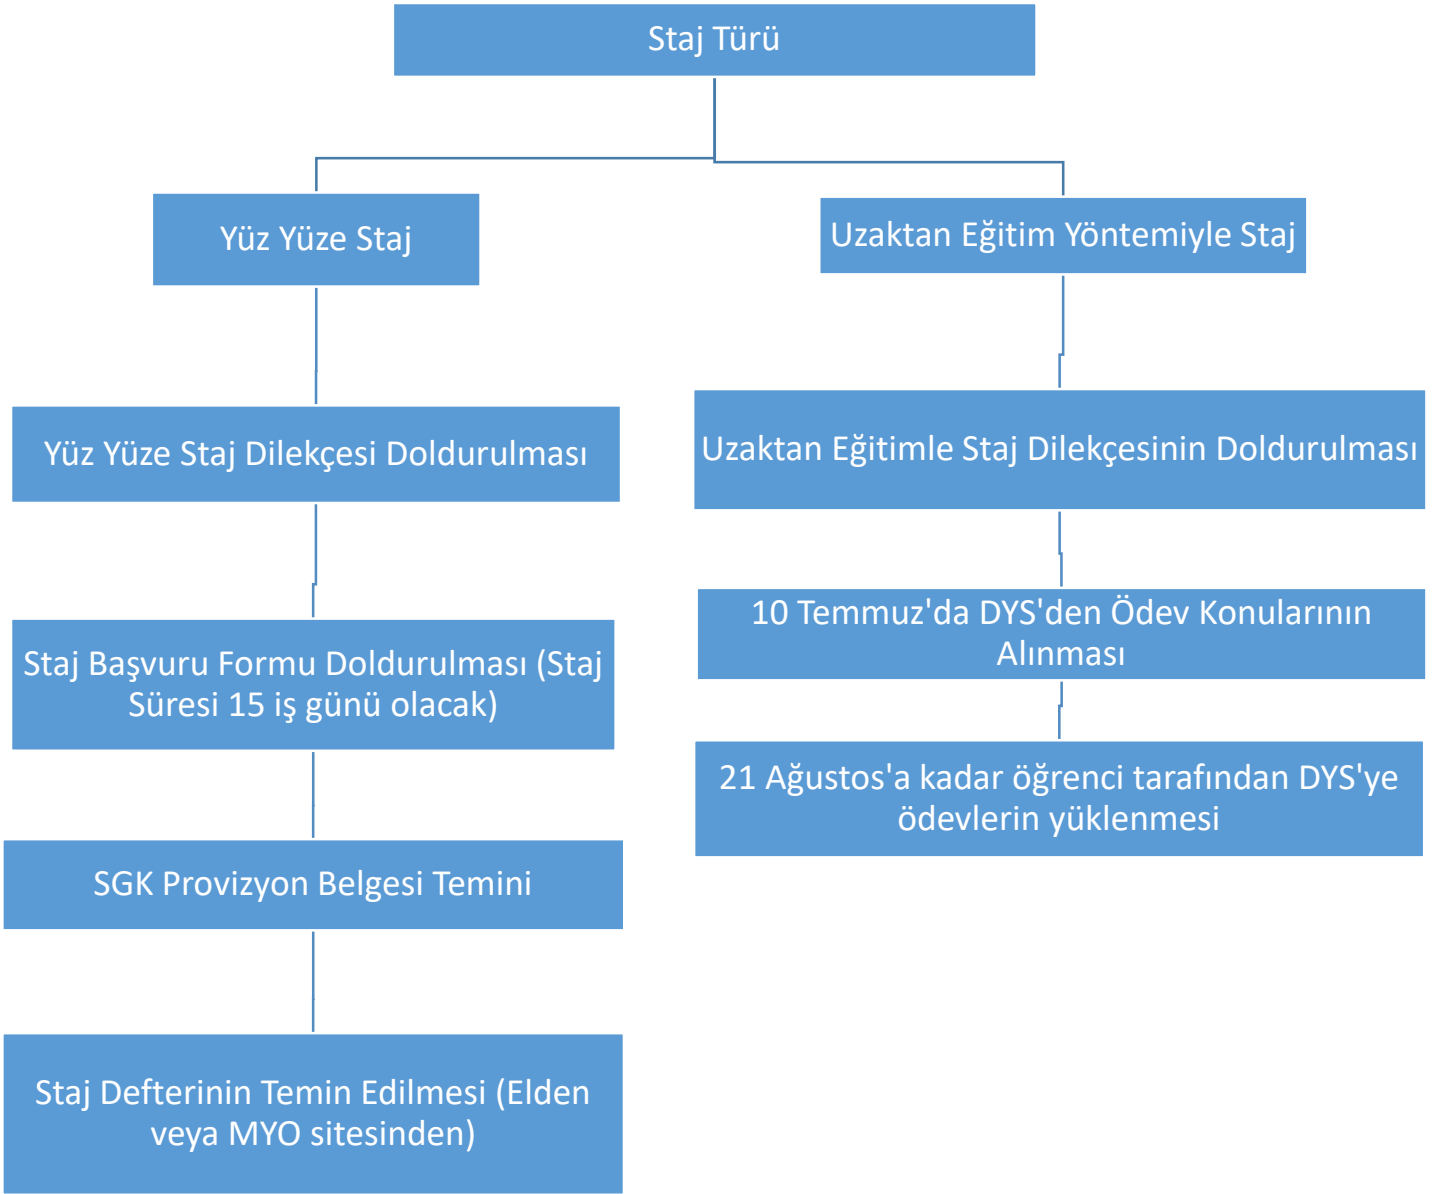 Staj Türü
Yüz Yüze Staj
Yüz Yüze Staj Dilekçesi Doldurulması
Staj Başvuru Formu Doldurulması (Staj
Süresi 15 iş günü olacak)
SGK Provizyon Belgesi Temini
Staj Defterinin Temin Edilmesi (Elden
veya MYO sitesinden)
Uzaktan Eğitim Yöntemiyle Staj
Uzaktan Eğitimle Staj Dilekçesinin Doldurulması
10 Temmuz'da DYS'den Ödev Konularının
Alınması
21 Ağustos'a kadar öğrenci tarafından DYS'ye
ödevlerin yüklenmesi